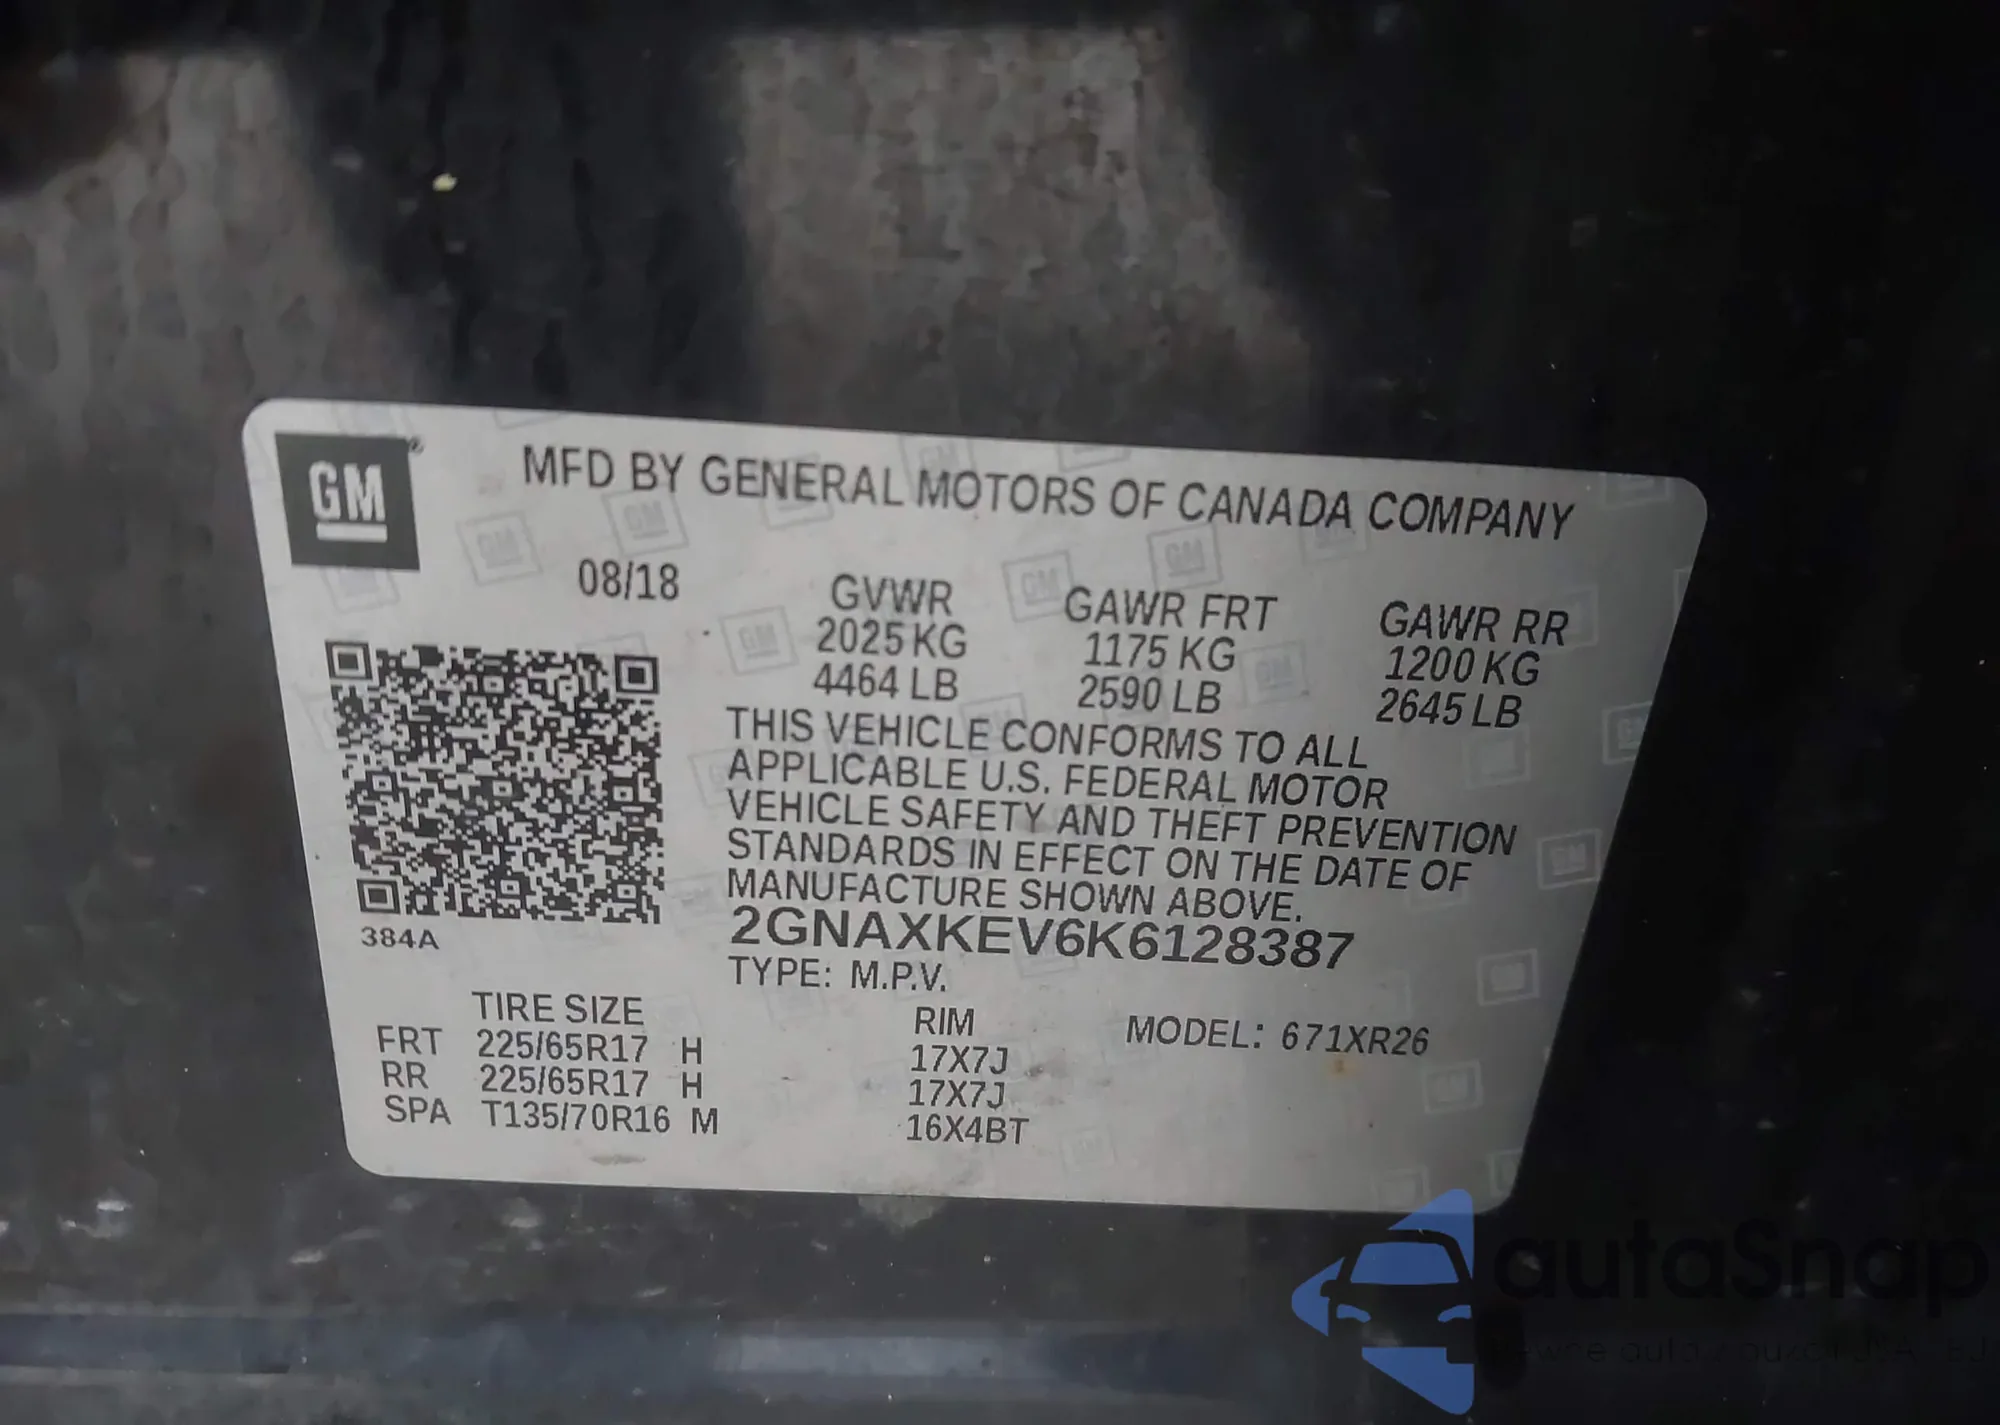 GM
MFD BY GENERAL MOTORS OF CANADA COMPANY
08/18
GVWR GAWR FRT GAWR RR
2025 KG 1175 KG 1200 KG
4464 LB 2590 LB 2645 LB
THIS VEHICLE CONFORMS TO ALL
APPLICABLE U.S. FEDERAL MOTOR
VEHICLE SAFETY AND THEFT PREVENTION
STANDARDS IN EFFECT ON THE DATE OF
MANUFACTURE SHOWN ABOVE.
2GNAXKEV6K6128387
384A
TYPE: M.P.V.
TIRE SIZE RIM MODEL: 671XR26
FRT 225/65R17 H 17X7J
RR 225/65R17 H 17X7J
SPA T135/70R16 M 16X4BT
autaSnap